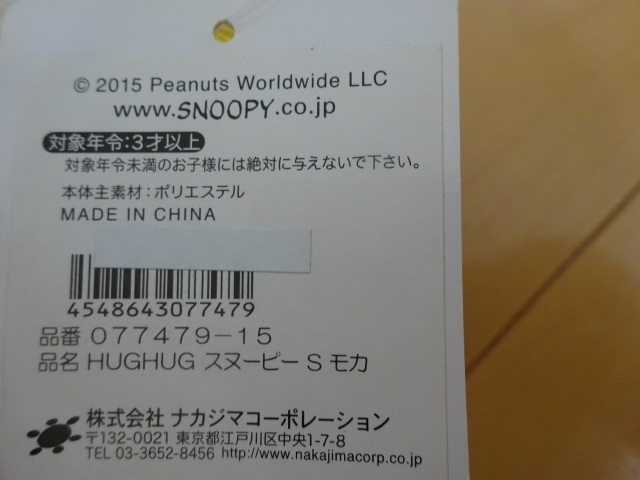 © 2015 Peanuts Worldwide LLC
www.SNOOPY.co.jp
対象年令:3才以上
対象年令未満のお子様には絶対に与えないで下さい。
本体主素材:ポリエステル
MADE IN CHINA
4548643077479
品番 077479-15
品名 HUGHUG スヌーピー S モカ
株式会社 ナカジマコーポレーション
〒132-0021 東京都江戸川区中央1-7-8
TEL 03-3652-8456 http://www.nakajimacorp.co.jp